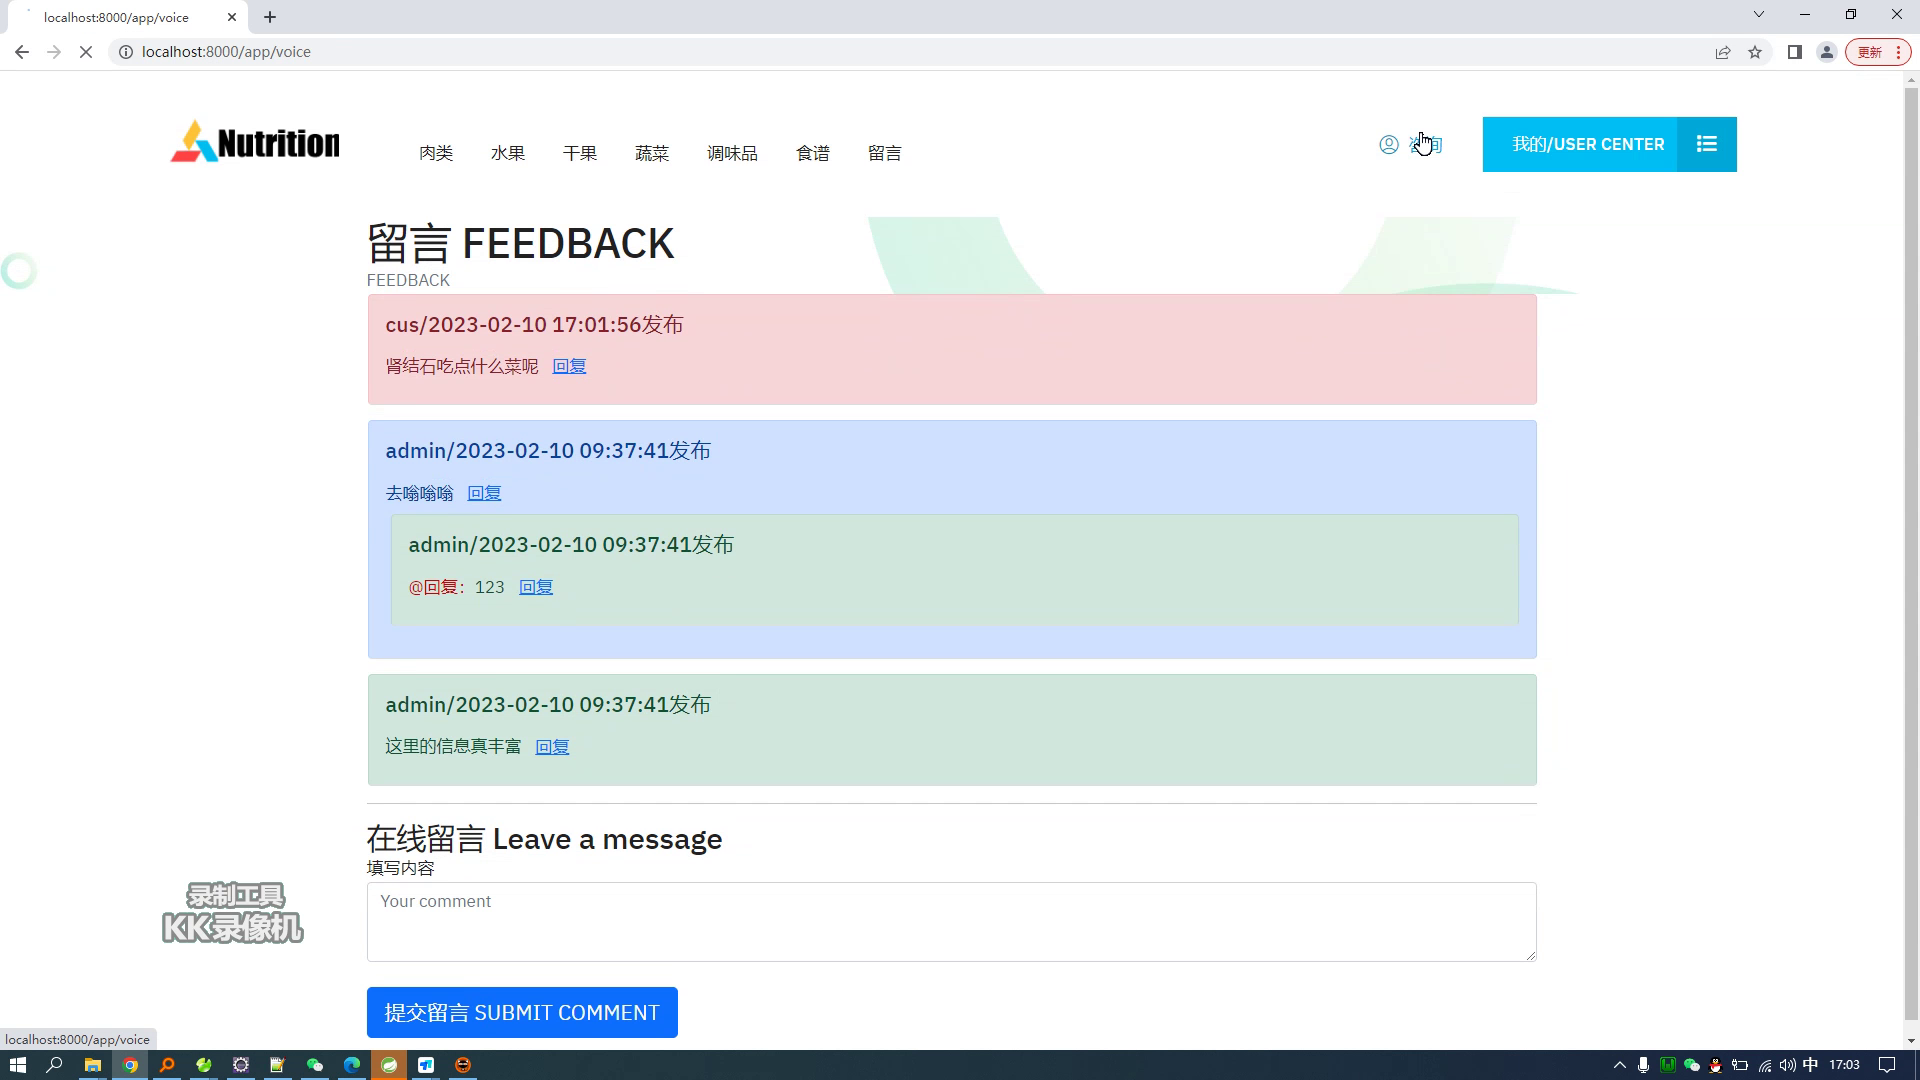 localhost:8000/app/voice
localhost:8000/app/voice
更新
Nutrition
肉类 水果 干果 蔬菜 调味品 食谱 留言
我的/USER CENTER
留言 FEEDBACK
FEEDBACK
cus/2023-02-10 17:01:56发布
肾结石吃点什么菜呢 回复
admin/2023-02-10 09:37:41发布
去嗡嗡嗡 回复
admin/2023-02-10 09:37:41发布
@回复：123 回复
admin/2023-02-10 09:37:41发布
这里的信息真丰富 回复
在线留言 Leave a message
填写内容
Your comment
录制工具
KK录像机
提交留言 SUBMIT COMMENT
localhost:8000/app/voice
中 17:03